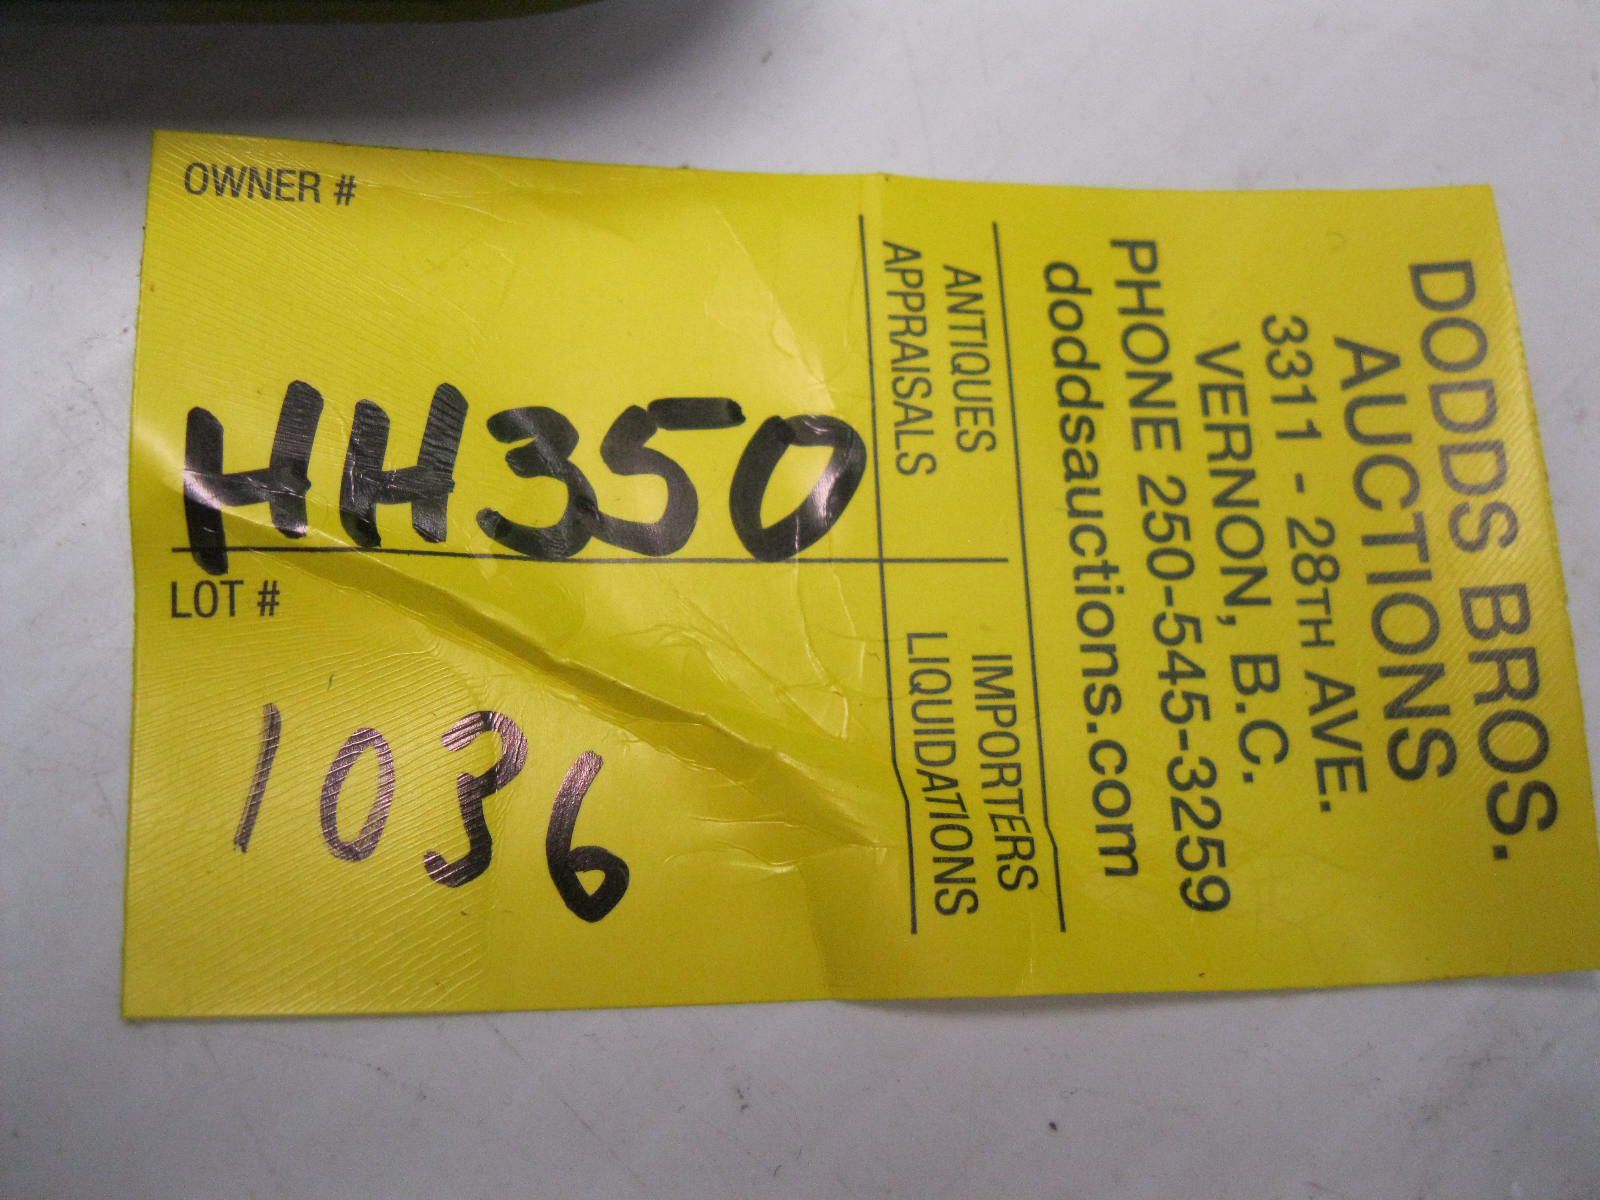 DODDS BROS.
AUCTIONS
3311 - 28TH AVE.
VERNON, B.C.
PHONE 250-545-3259
doddsauctions.com
ANTIQUES
APPRAISALS
IMPORTERS
LIQUIDATIONS
OWNER #
HH350
LOT #
1036